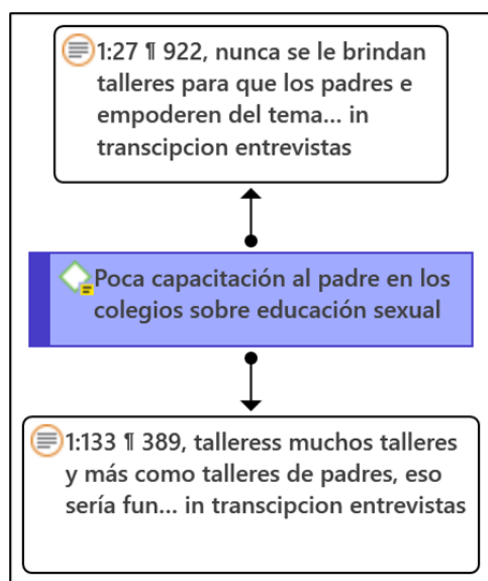 1:27 ¶ 922, nunca se le brindan
talleres para que los padres e
empoderen del tema... in
transcipcion entrevistas
Poca capacitación al padre en los
colegios sobre educación sexual
1:133 ¶ 389, talleress muchos talleres
y más como talleres de padres, eso
sería fun... in transcipcion entrevistas